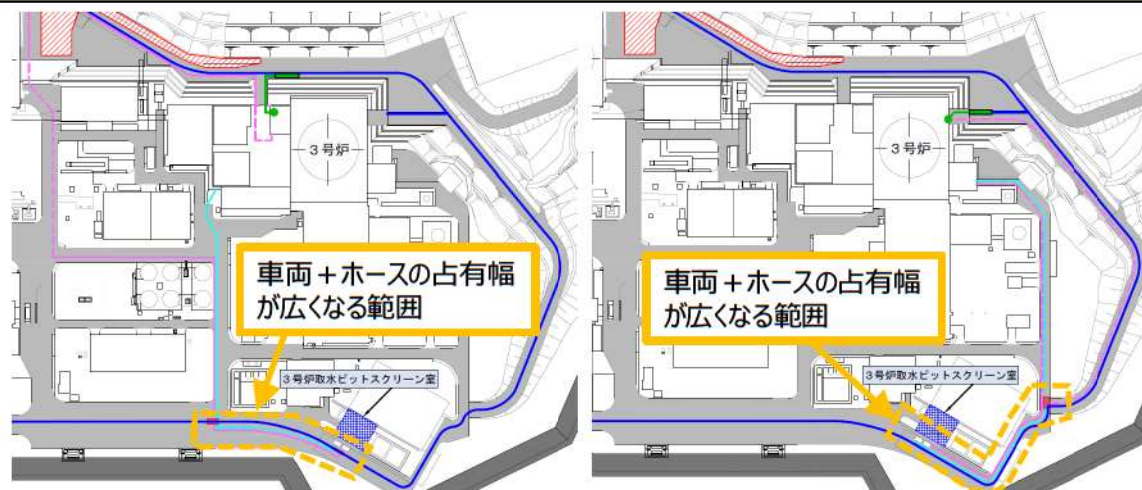 ３号炉
車両＋ホースの占有幅
が広くなる範囲
３号炉取水ピットスクリーン室
３号炉
車両＋ホースの占有幅
が広くなる範囲
３号炉取水ピットスクリーン室